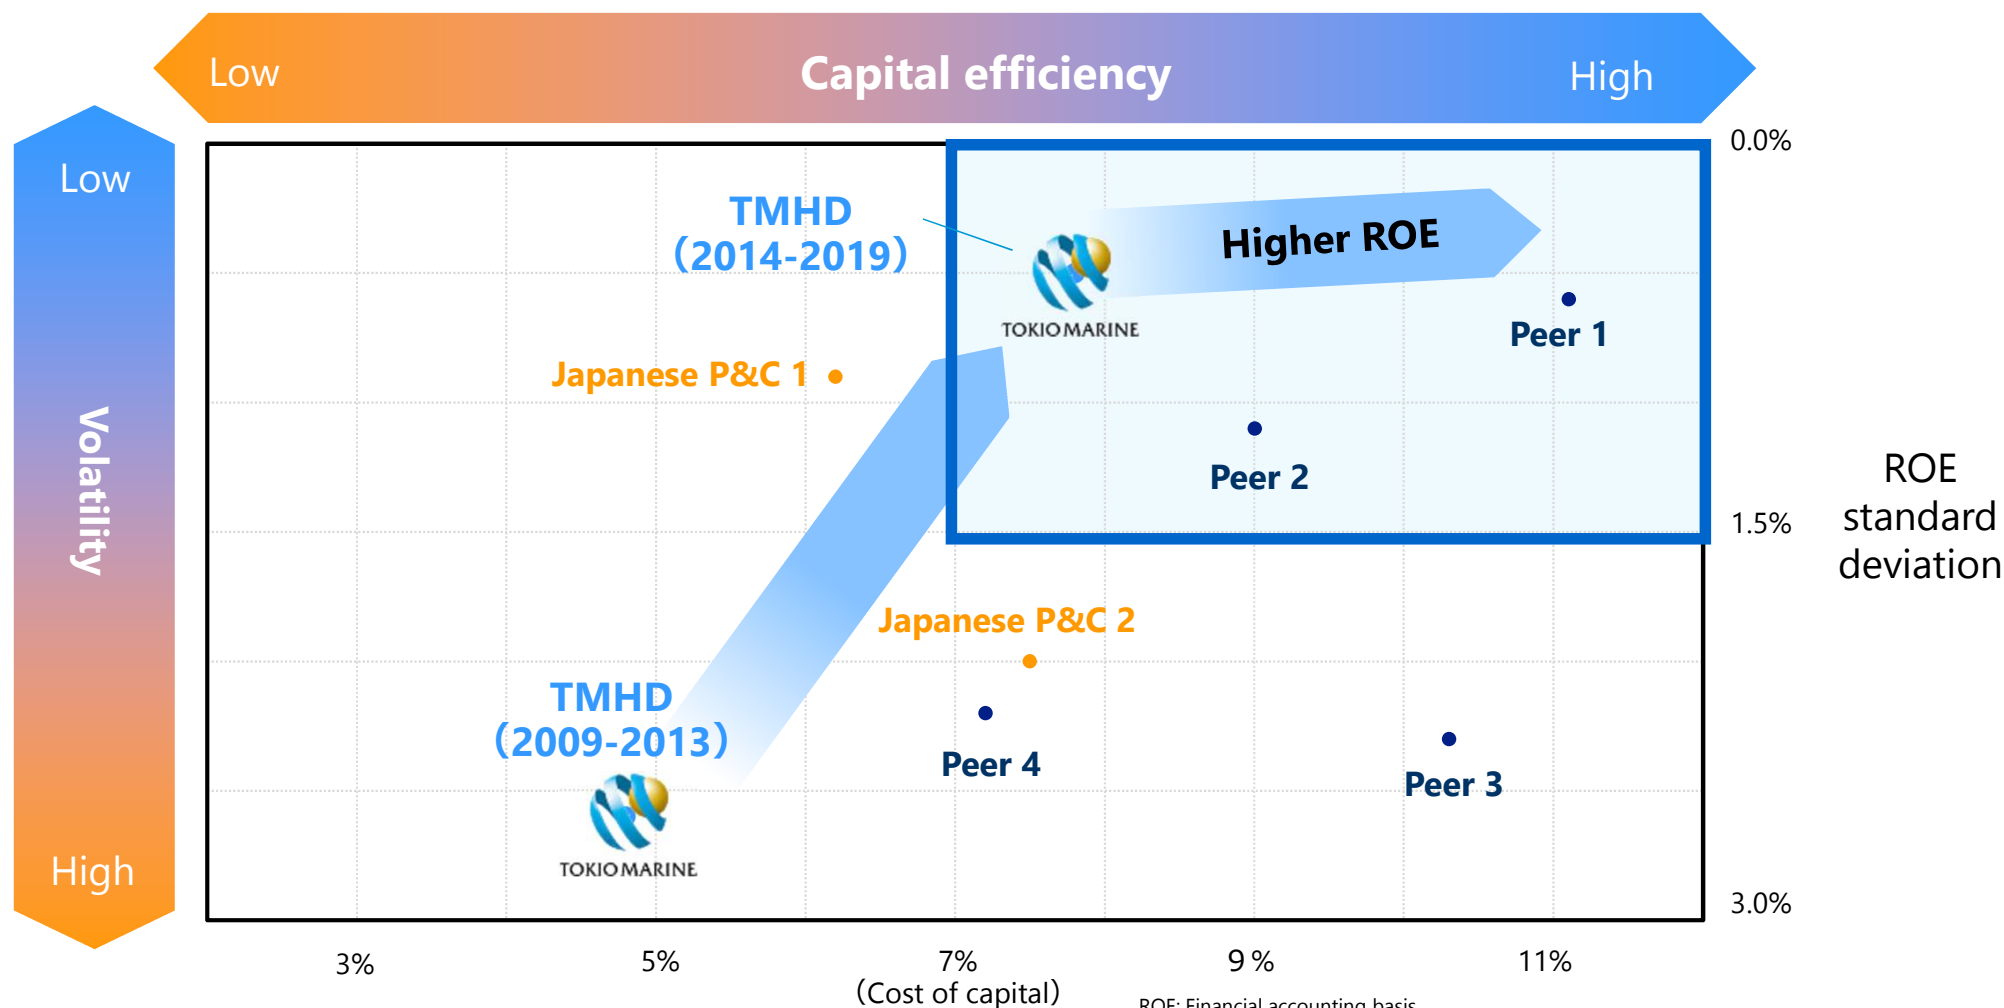 Low
Capital efficiency
High
Low
Volatility
High
0.0%
1.5%
3.0%
ROE
standard
deviation
TMHD
（2014-2019）
TOKIO MARINE
Higher ROE
Peer 1
Japanese P&C 1
Peer 2
Japanese P&C 2
TMHD
（2009-2013）
TOKIO MARINE
Peer 4
Peer 3
3%
5%
7%
9%
11%
（Cost of capital）
ROE: Financial accounting basis